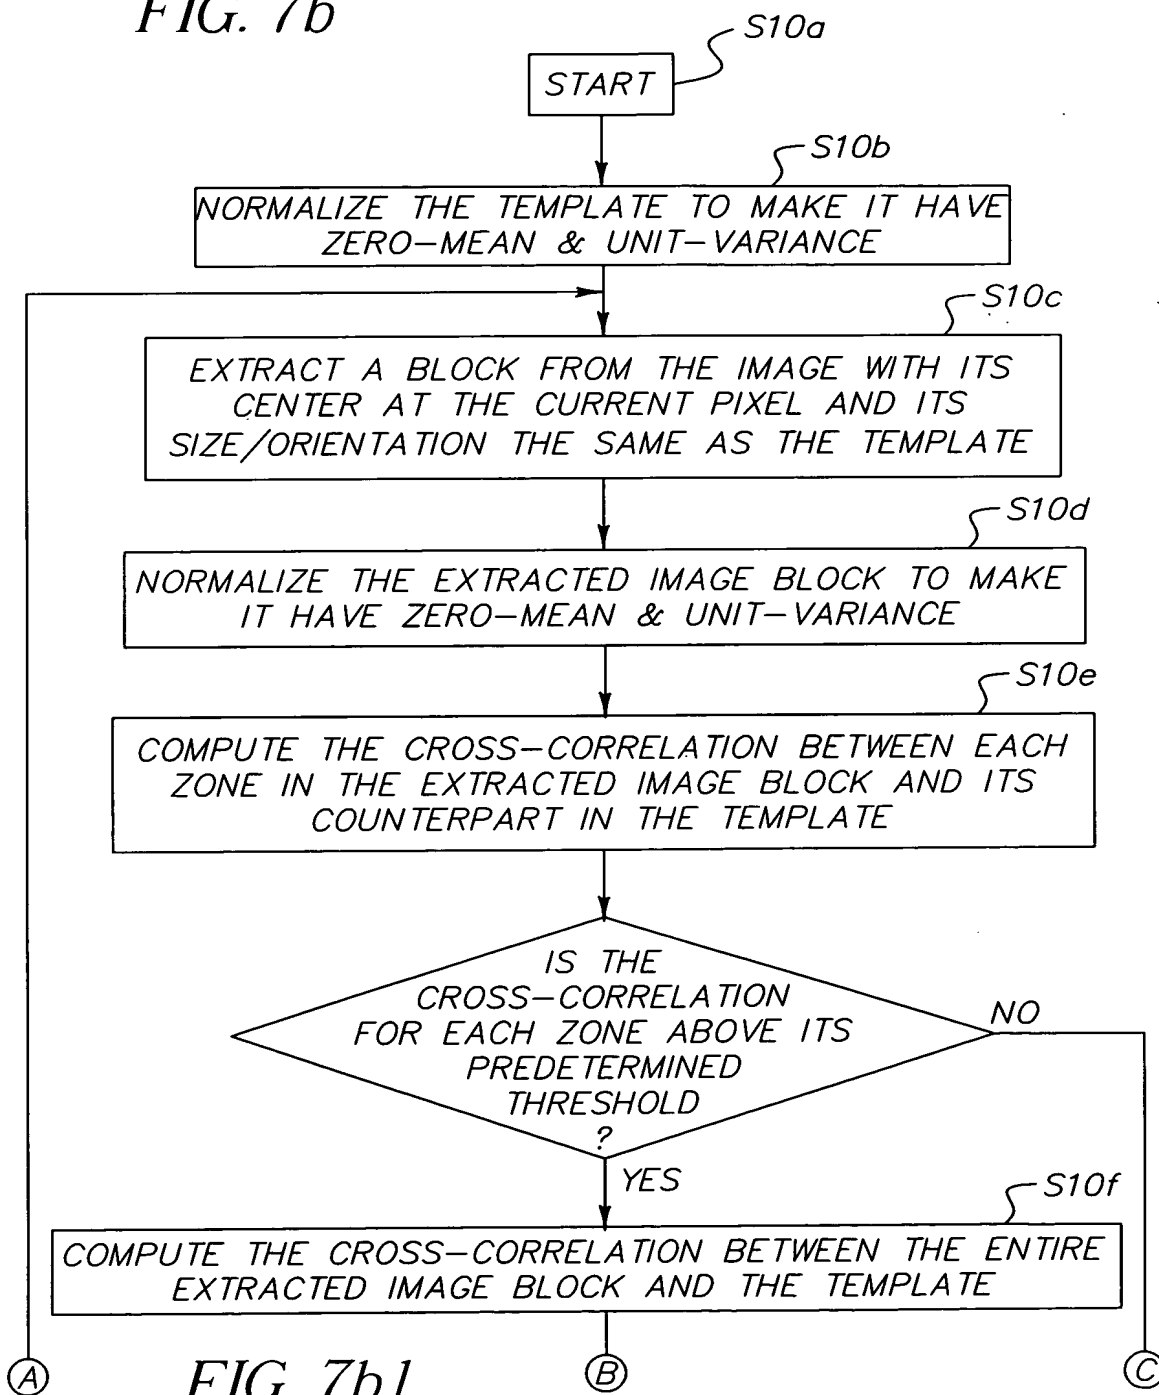 FIG. 7b
S10a
START
S10b
NORMALIZE THE TEMPLATE TO MAKE IT HAVE
ZERO-MEAN & UNIT-VARIANCE
S10c
EXTRACT A BLOCK FROM THE IMAGE WITH ITS
CENTER AT THE CURRENT PIXEL AND ITS
SIZE/ORIENTATION THE SAME AS THE TEMPLATE
S10d
NORMALIZE THE EXTRACTED IMAGE BLOCK TO MAKE
IT HAVE ZERO-MEAN & UNIT-VARIANCE
S10e
COMPUTE THE CROSS-CORRELATION BETWEEN EACH
ZONE IN THE EXTRACTED IMAGE BLOCK AND ITS
COUNTERPART IN THE TEMPLATE
IS THE
CROSS-CORRELATION
FOR EACH ZONE ABOVE ITS
PREDETERMINED
THRESHOLD
?
NO
YES
S10f
COMPUTE THE CROSS-CORRELATION BETWEEN THE ENTIRE
EXTRACTED IMAGE BLOCK AND THE TEMPLATE
A
FIG. 7b1
B
C